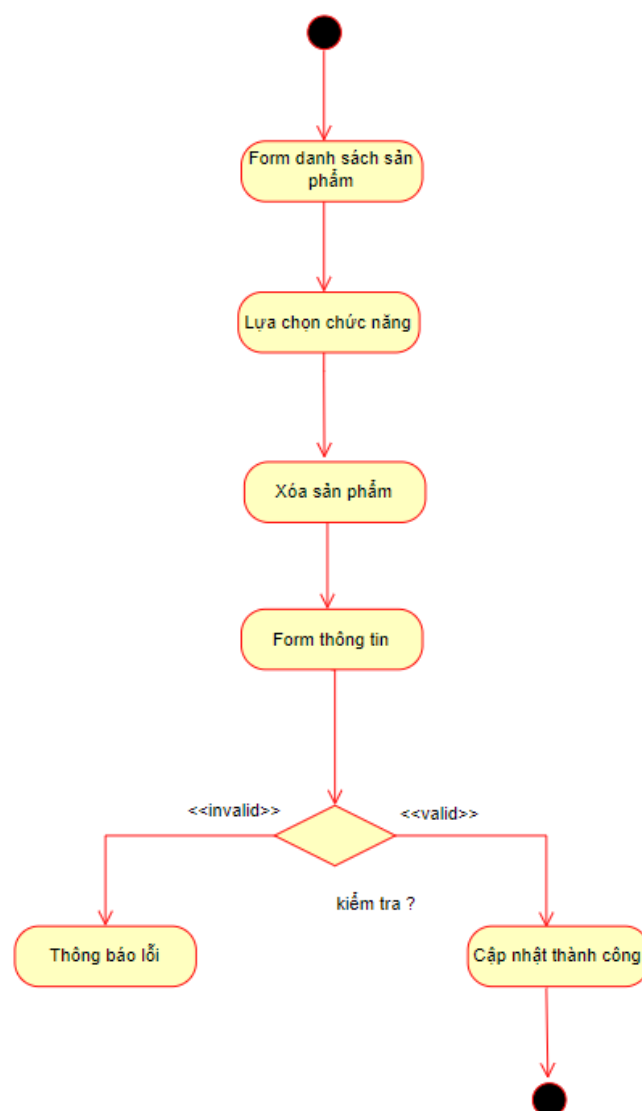 Form danh sách sản
phẩm
Lựa chọn chức năng
Xóa sản phẩm
Form thông tin
<<invalid>>
<<valid>>
kiểm tra ?
Thông báo lỗi
Cập nhật thành công